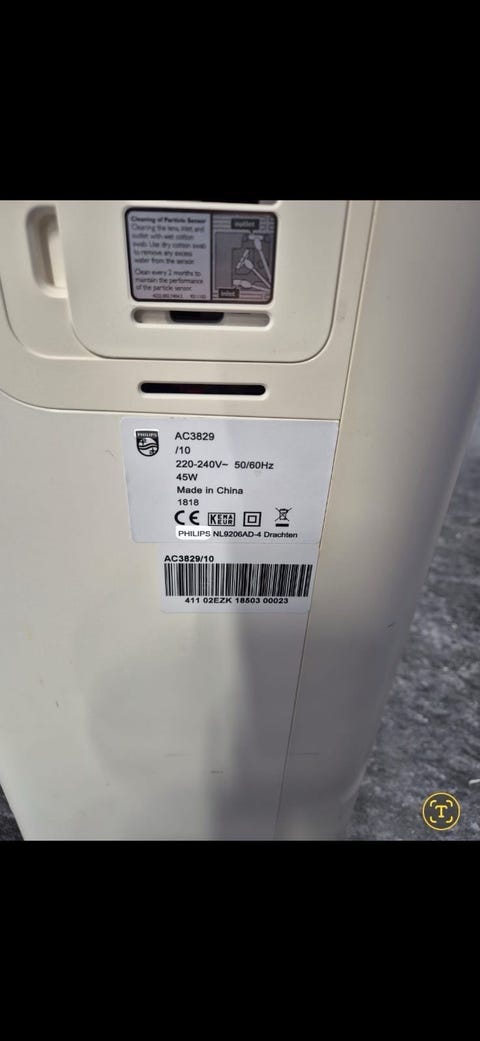 Cleaning of Particle Sensor
Cleaning the lens, inlet and
outlet with wet cotton
swab. Use dry cotton swab
to remove any excess
water from the sensor.
Clean every 2 months to
maintain the performance
of the particle sensor.
outlet
inlet
PHILIPS
AC3829
/10
220-240V~ 50/60Hz
45W
Made in China
1818
CE KEMA KEUR
PHILIPS NL9206AD-4 Drachten
AC3829/10
411 02EZK 18503 00023
T